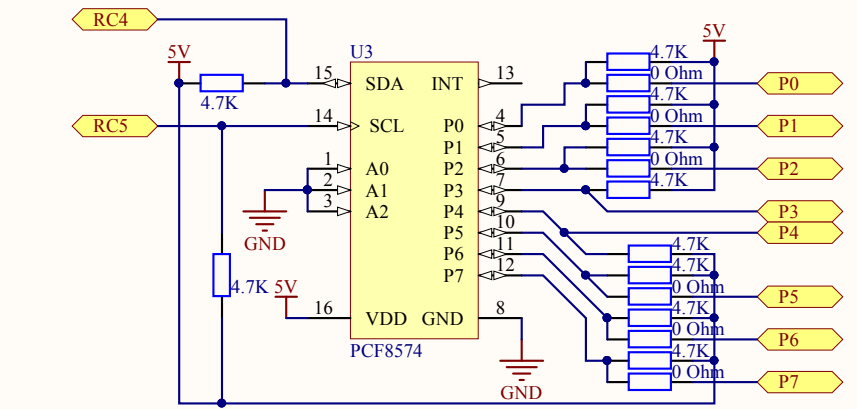 RC4
5V
U3
4.7K
5V
15
SDA
INT
13
0 Ohm
P0
4.7K
4.7K
RC5
14
SCL
P0
4
0 Ohm
P1
P1
5
4.7K
1
A0
P2
6
0 Ohm
P2
2
A1
P3
7
4.7K
3
A2
P4
9
P3
P5
10
P4
GND
P6
11
4.7K
P7
12
4.7K
4.7K
5V
0 Ohm
P5
16
VDD
GND
8
4.7K
PCF8574
0 Ohm
P6
4.7K
GND
0 Ohm
P7